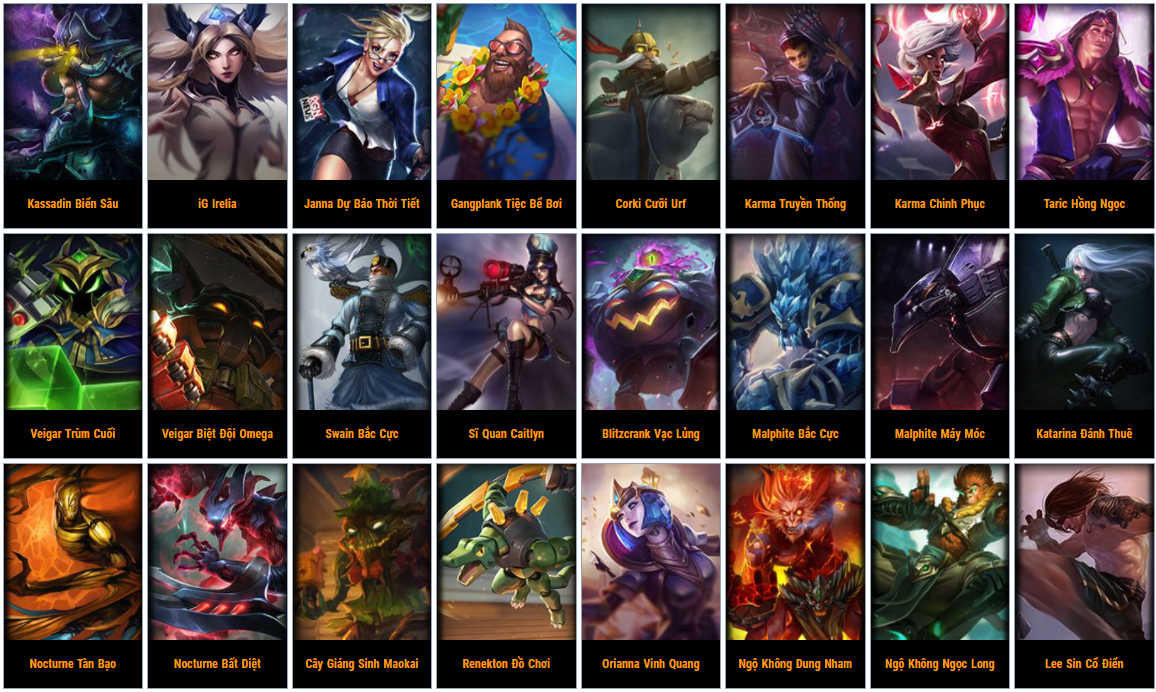 Kassadin Biển Sâu
iG Irelia
Janna Dự Báo Thời Tiết
Gangplank Tiệc Bể Bơi
Corki Cưỡi Urf
Karma Truyền Thống
Karma Chinh Phục
Taric Hồng Ngọc
Veigar Trùm Cuối
Veigar Biệt Đội Omega
Swain Bắc Cực
Sĩ Quan Caitlyn
Blitzcrank Vạc Lủng
Malphite Bắc Cực
Malphite Máy Móc
Katarina Đánh Thuê
Nocturne Tàn Bạo
Nocturne Bất Diệt
Cây Giáng Sinh Maokai
Renekton Đồ Chơi
Orianna Vinh Quang
Ngộ Không Dung Nham
Ngộ Không Ngọc Long
Lee Sin Cổ Điển